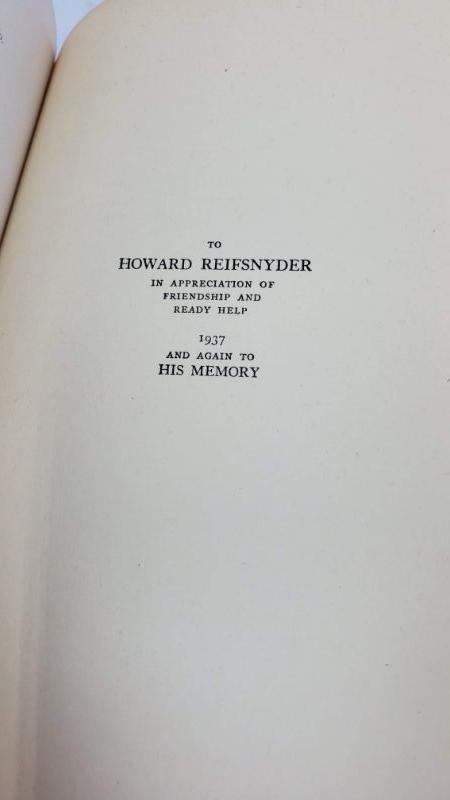 TO
HOWARD REIFSNYDER
IN APPRECIATION OF
FRIENDSHIP AND
READY HELP
1937
AND AGAIN TO
HIS MEMORY